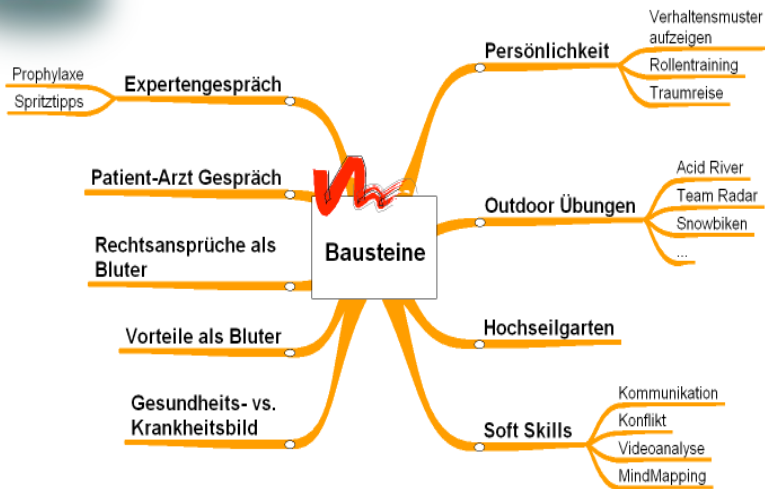 Bausteine
Expertengespräch
Prophylaxe
Spritztipps
Patient-Arzt Gespräch
Rechtsansprüche als
Bluter
Vorteile als Bluter
Gesundheits- vs.
Krankheitsbild
Persönlichkeit
Verhaltensmuster
aufzeigen
Rollentraining
Traumreise
Outdoor Übungen
Acid River
Team Radar
Snowbiken
...
Hochseilgarten
Soft Skills
Kommunikation
Konflikt
Videoanalyse
MindMapping